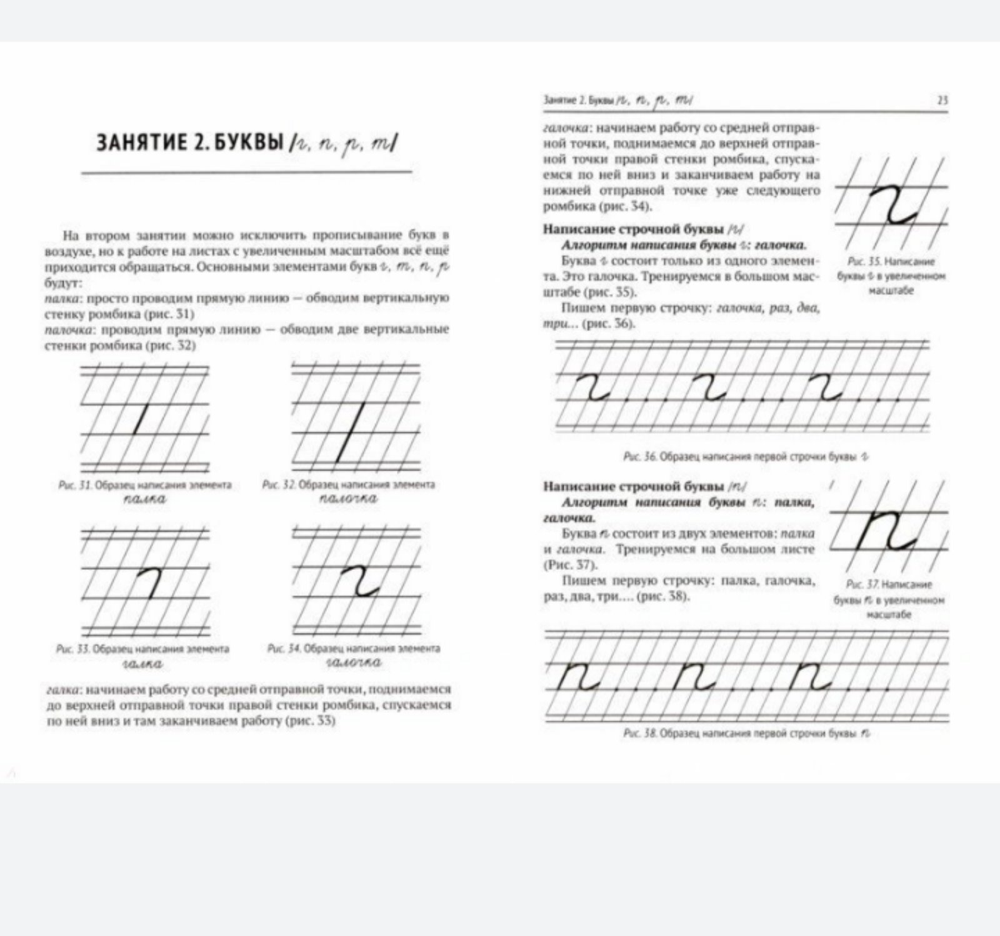 ЗАНЯТИЕ 2. БУКВЫ /г, п, р, т/
На втором занятии можно исключить прописывание букв в
воздухе, но к работе на листах с увеличенным масштабом всё ещё
приходится обращаться. Основными элементами букв г, т, п, р
будут:
палка: просто проводим прямую линию — обводим вертикальную
стенку ромбика (рис. 31)
палочка: проводим прямую линию — обводим две вертикальные
стенки ромбика (рис. 32)
Рис. 31. Образец написания элемента
палка
Рис. 32. Образец написания элемента
палочка
Рис. 33. Образец написания элемента
галка
Рис. 34. Образец написания элемента
галочка
галка: начинаем работу со средней отправной точки, поднимаемся
до верхней отправной точки правой стенки ромбика, спускаемся
по ней вниз и там заканчиваем работу (рис. 33)
Занятие 2. Буквы /г, п, р, т/ 23
галочка: начинаем работу со средней отправ-
ной точки, поднимаемся до верхней отправ-
ной точки правой стенки ромбика, спуска-
емся по ней вниз и заканчиваем работу на
нижней отправной точке уже следующего
ромбика (рис. 34).
Написание строчной буквы /г/
Алгоритм написания буквы г: галочка.
Буква г состоит только из одного элемен-
та. Это галочка. Тренируемся в большом мас-
штабе (рис. 35).
Пишем первую строчку: галочка, раз, два,
три... (рис. 36).
г
Рис. 35. Написание
буквы г в увеличенном
масштабе
г . . . г . . . г . . .
Рис. 36. Образец написания первой строчки буквы г
Написание строчной буквы /п/
Алгоритм написания буквы п: палка,
галочка.
Буква п состоит из двух элементов: палка
и галочка. Тренируемся на большом листе
(Рис. 37).
Пишем первую строчку: палка, галочка,
раз, два, три.... (рис. 38).
п
Рис. 37. Написание
буквы п в увеличенном
масштабе
п . . . п . . . п . . .
Рис. 38. Образец написания первой строчки буквы п